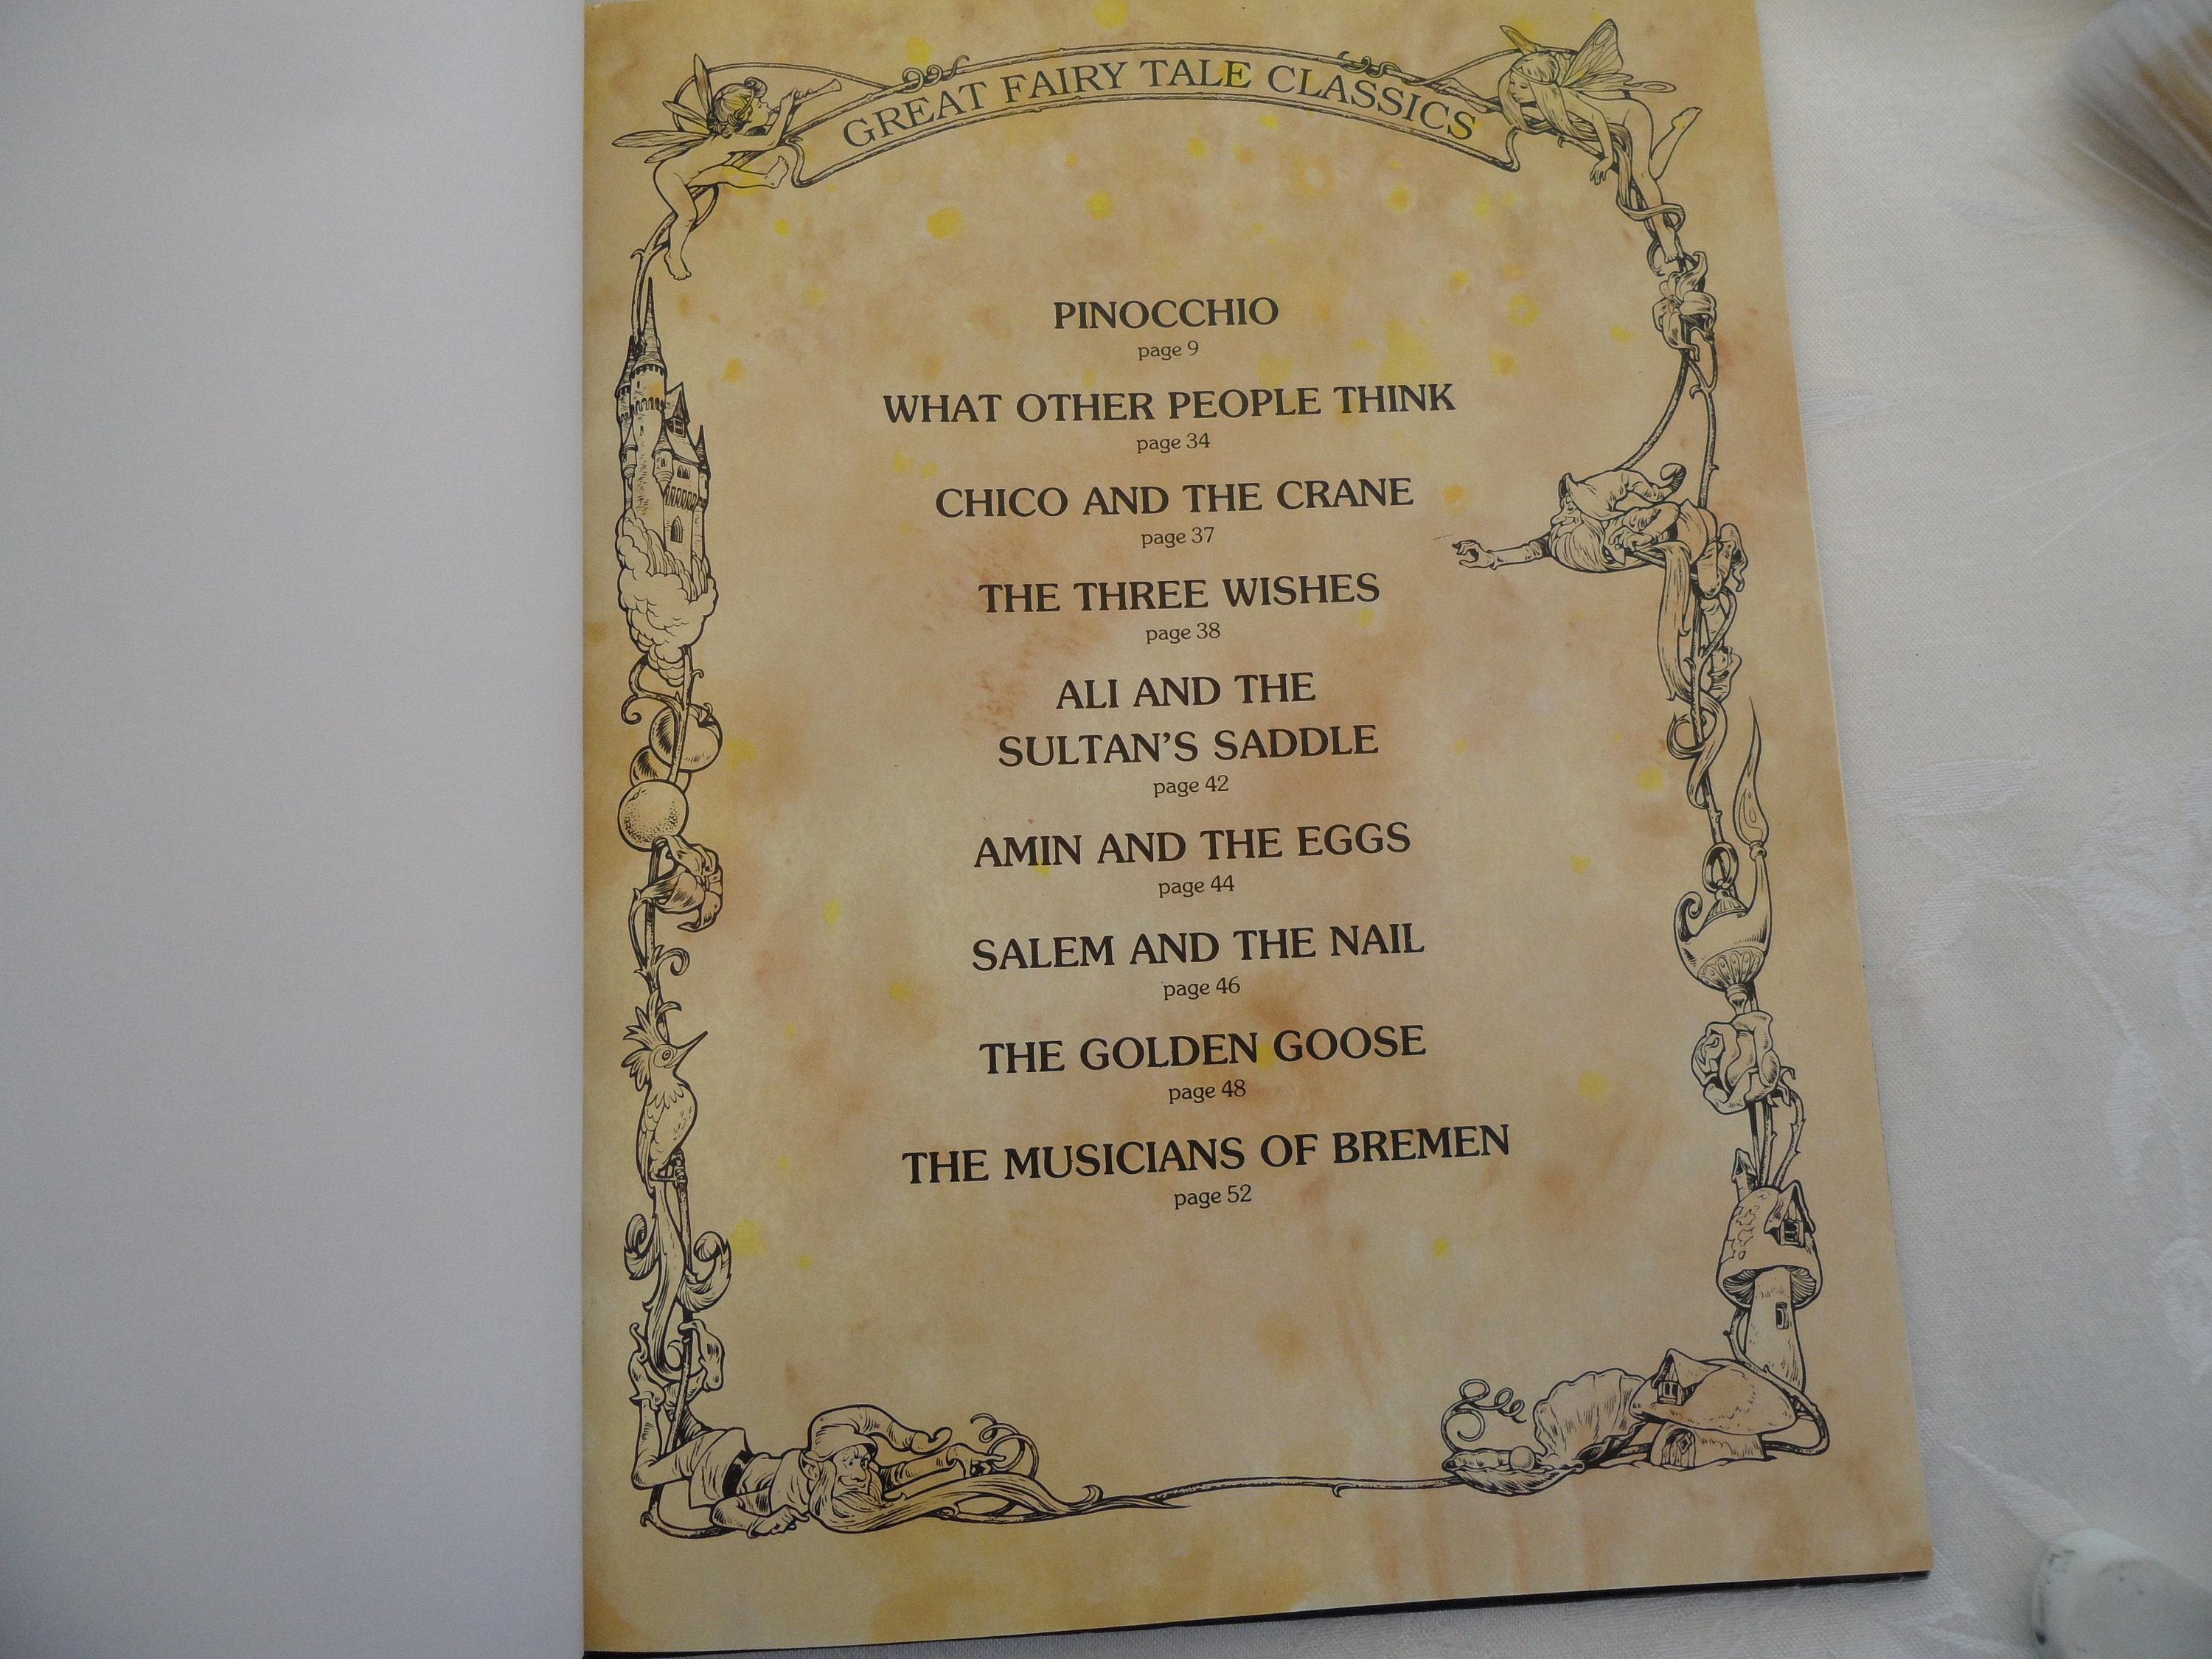 GREAT FAIRY TALE CLASSICS
PINOCCHIO
page 9
WHAT OTHER PEOPLE THINK
page 34
CHICO AND THE CRANE
page 37
THE THREE WISHES
page 38
ALI AND THE
SULTAN'S SADDLE
page 42
AMIN AND THE EGGS
page 44
SALEM AND THE NAIL
page 46
THE GOLDEN GOOSE
page 48
THE MUSICIANS OF BREMEN
page 52